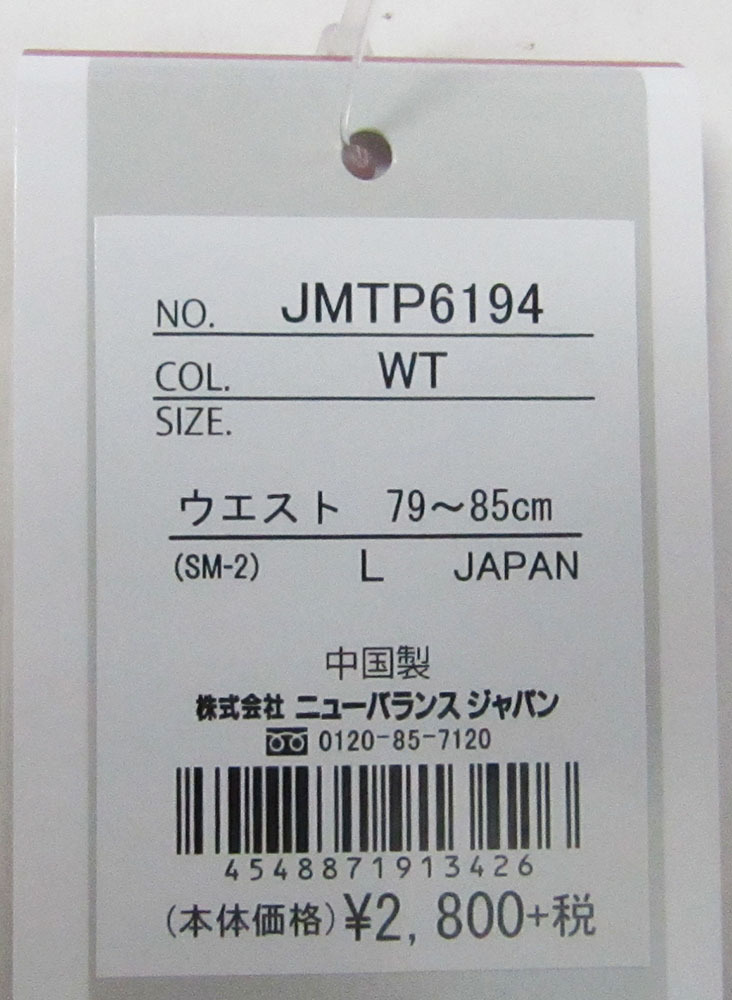 NO. JMTP6194
COL. WT
SIZE.
ウエスト 79～85cm
(SM-2) L JAPAN
中国製
株式会社 ニューバランス ジャパン
0120-85-7120
4548871913426
(本体価格)¥2,800+税